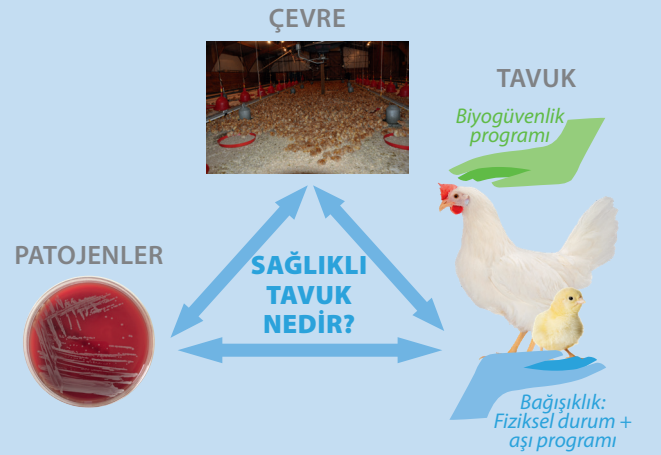 ÇEVRE
TAVUK
Biyogüvenlik
programı
PATOJENLER
SAĞLIKLI
TAVUK
NEDİR?
Bağışıklık:
Fiziksel durum +
aşı programı